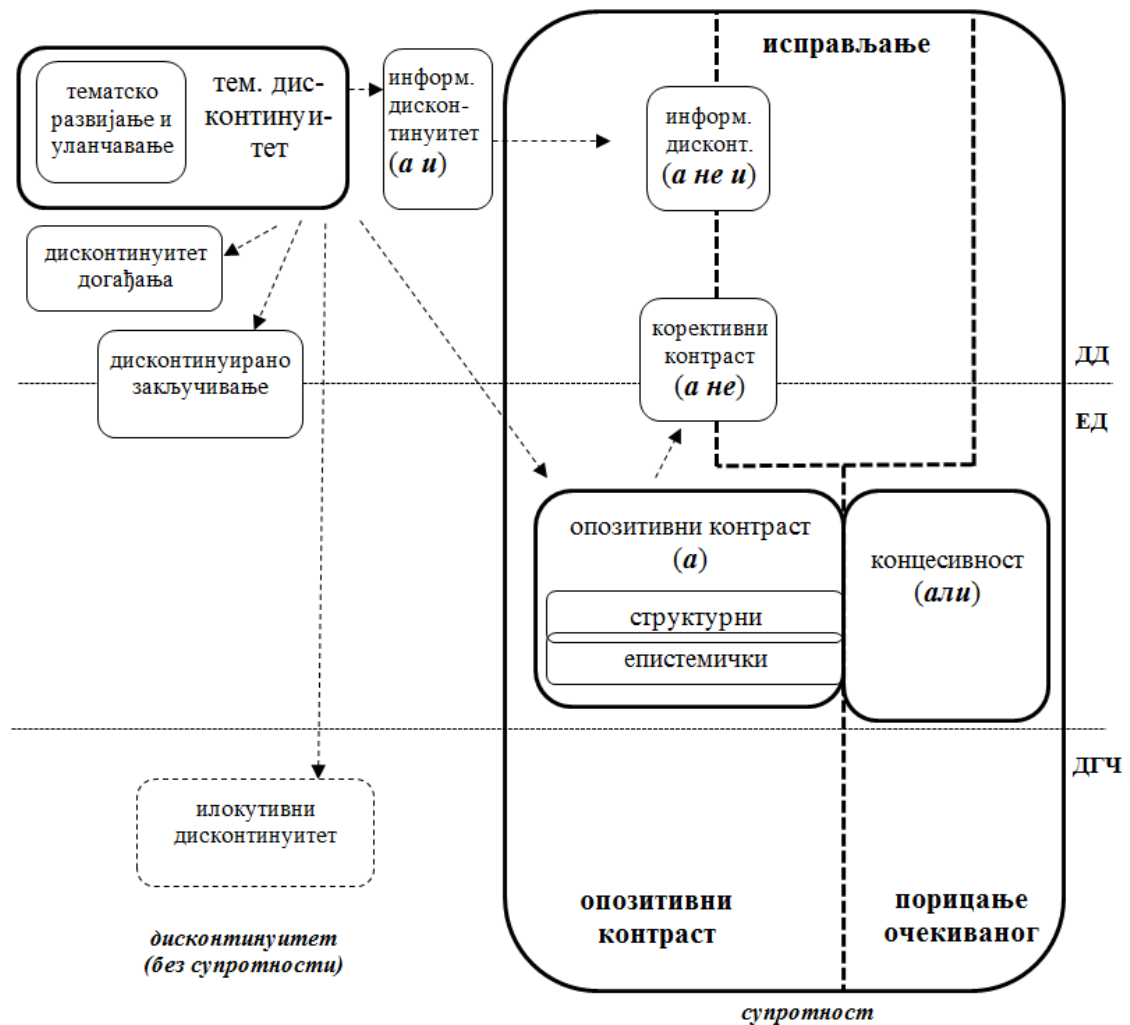 исправљање
тематско
развијање и
уланчавање
тем. дис-
континуи-
тет
информ.
дискон-
тинуитет
(а и)
информ.
дисконт.
(а не и)
дисконтинуитет
догађања
дисконтинуирано
закључивање
корективни
контраст
(а не)
ДД
ЕД
опозитивни контраст
(а)
структурни
епистемички
концесивност
(али)
ДГЧ
илокутивни
дисконтинуитет
опозитивни
контраст
порицање
очекиваног
дисконтинуитет
(без супротности)
супротност